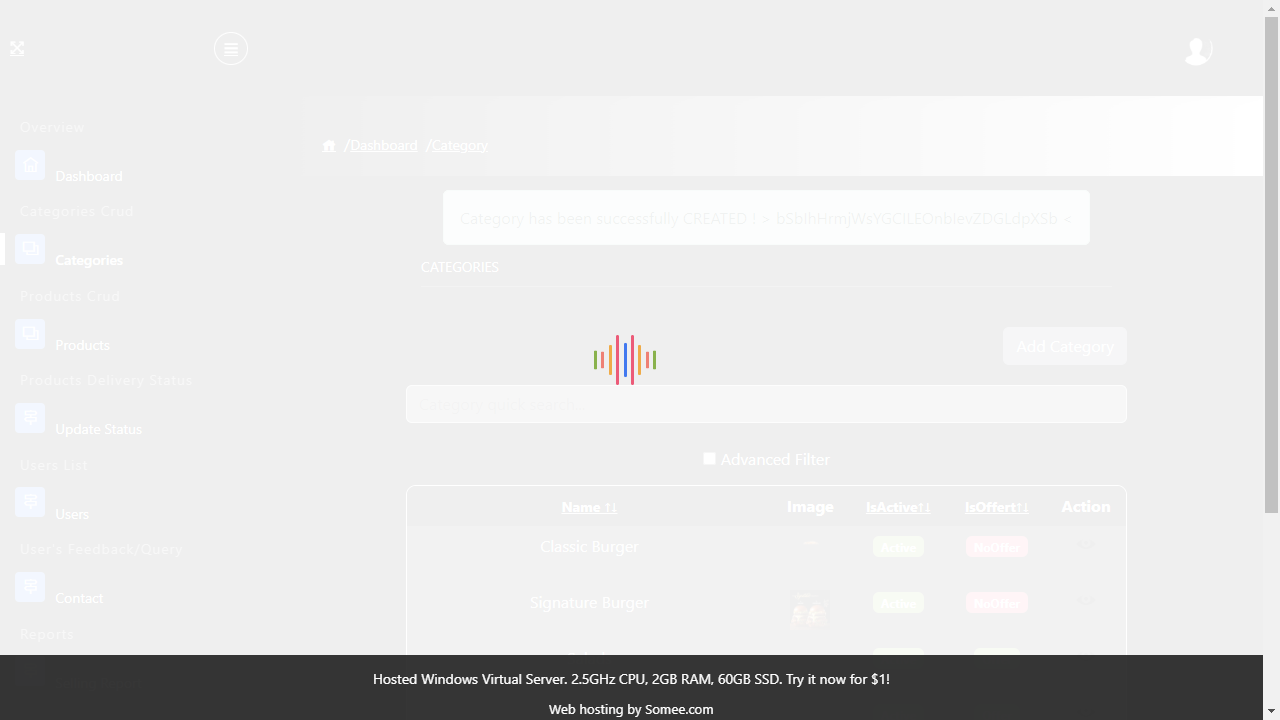 Overview
Dashboard
Categories Crud
Categories
Products Crud
Products
Products Delivery Status
Update Status
Users List
Users
User's Feedback/Query
Contact
Reports
/Dashboard /Category
Category has been successfully CREATED ! >
CATEGORIES
Add Category
Category quick search...
Advanced Filter
Name ↑↓ Image IsActive↑↓ IsOffert↑↓ Action
Classic Burger Active NoOffer
Signature Burger Active NoOffer
Hosted Windows Virtual Server. 2.5GHz CPU, 2GB RAM, 60GB SSD. Try it now for $1!
Web hosting by Somee.com